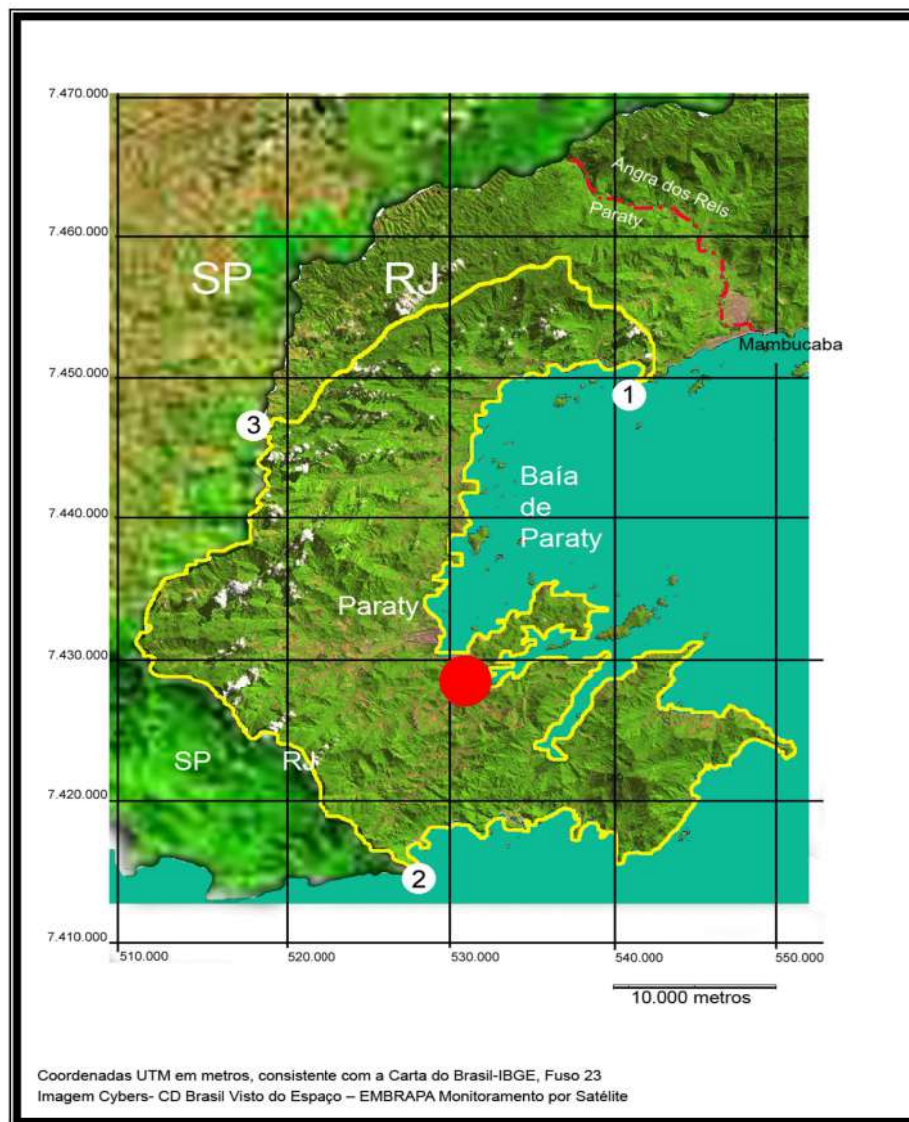 7.470.000
Angra dos Reis
Paraty
7.460.000
SP
RJ
Mambucaba
7.450.000
1
3
Baía
de
Paraty
7.440.000
Paraty
7.430.000
SP
RJ
7.420.000
2
7.410.000
510.000
520.000
530.000
540.000
550.000
10.000 metros
Coordenadas UTM em metros, consistente com a Carta do Brasil-IBGE, Fuso 23
Imagem Cybers- CD Brasil Visto do Espaço – EMBRAPA Monitoramento por Satélite